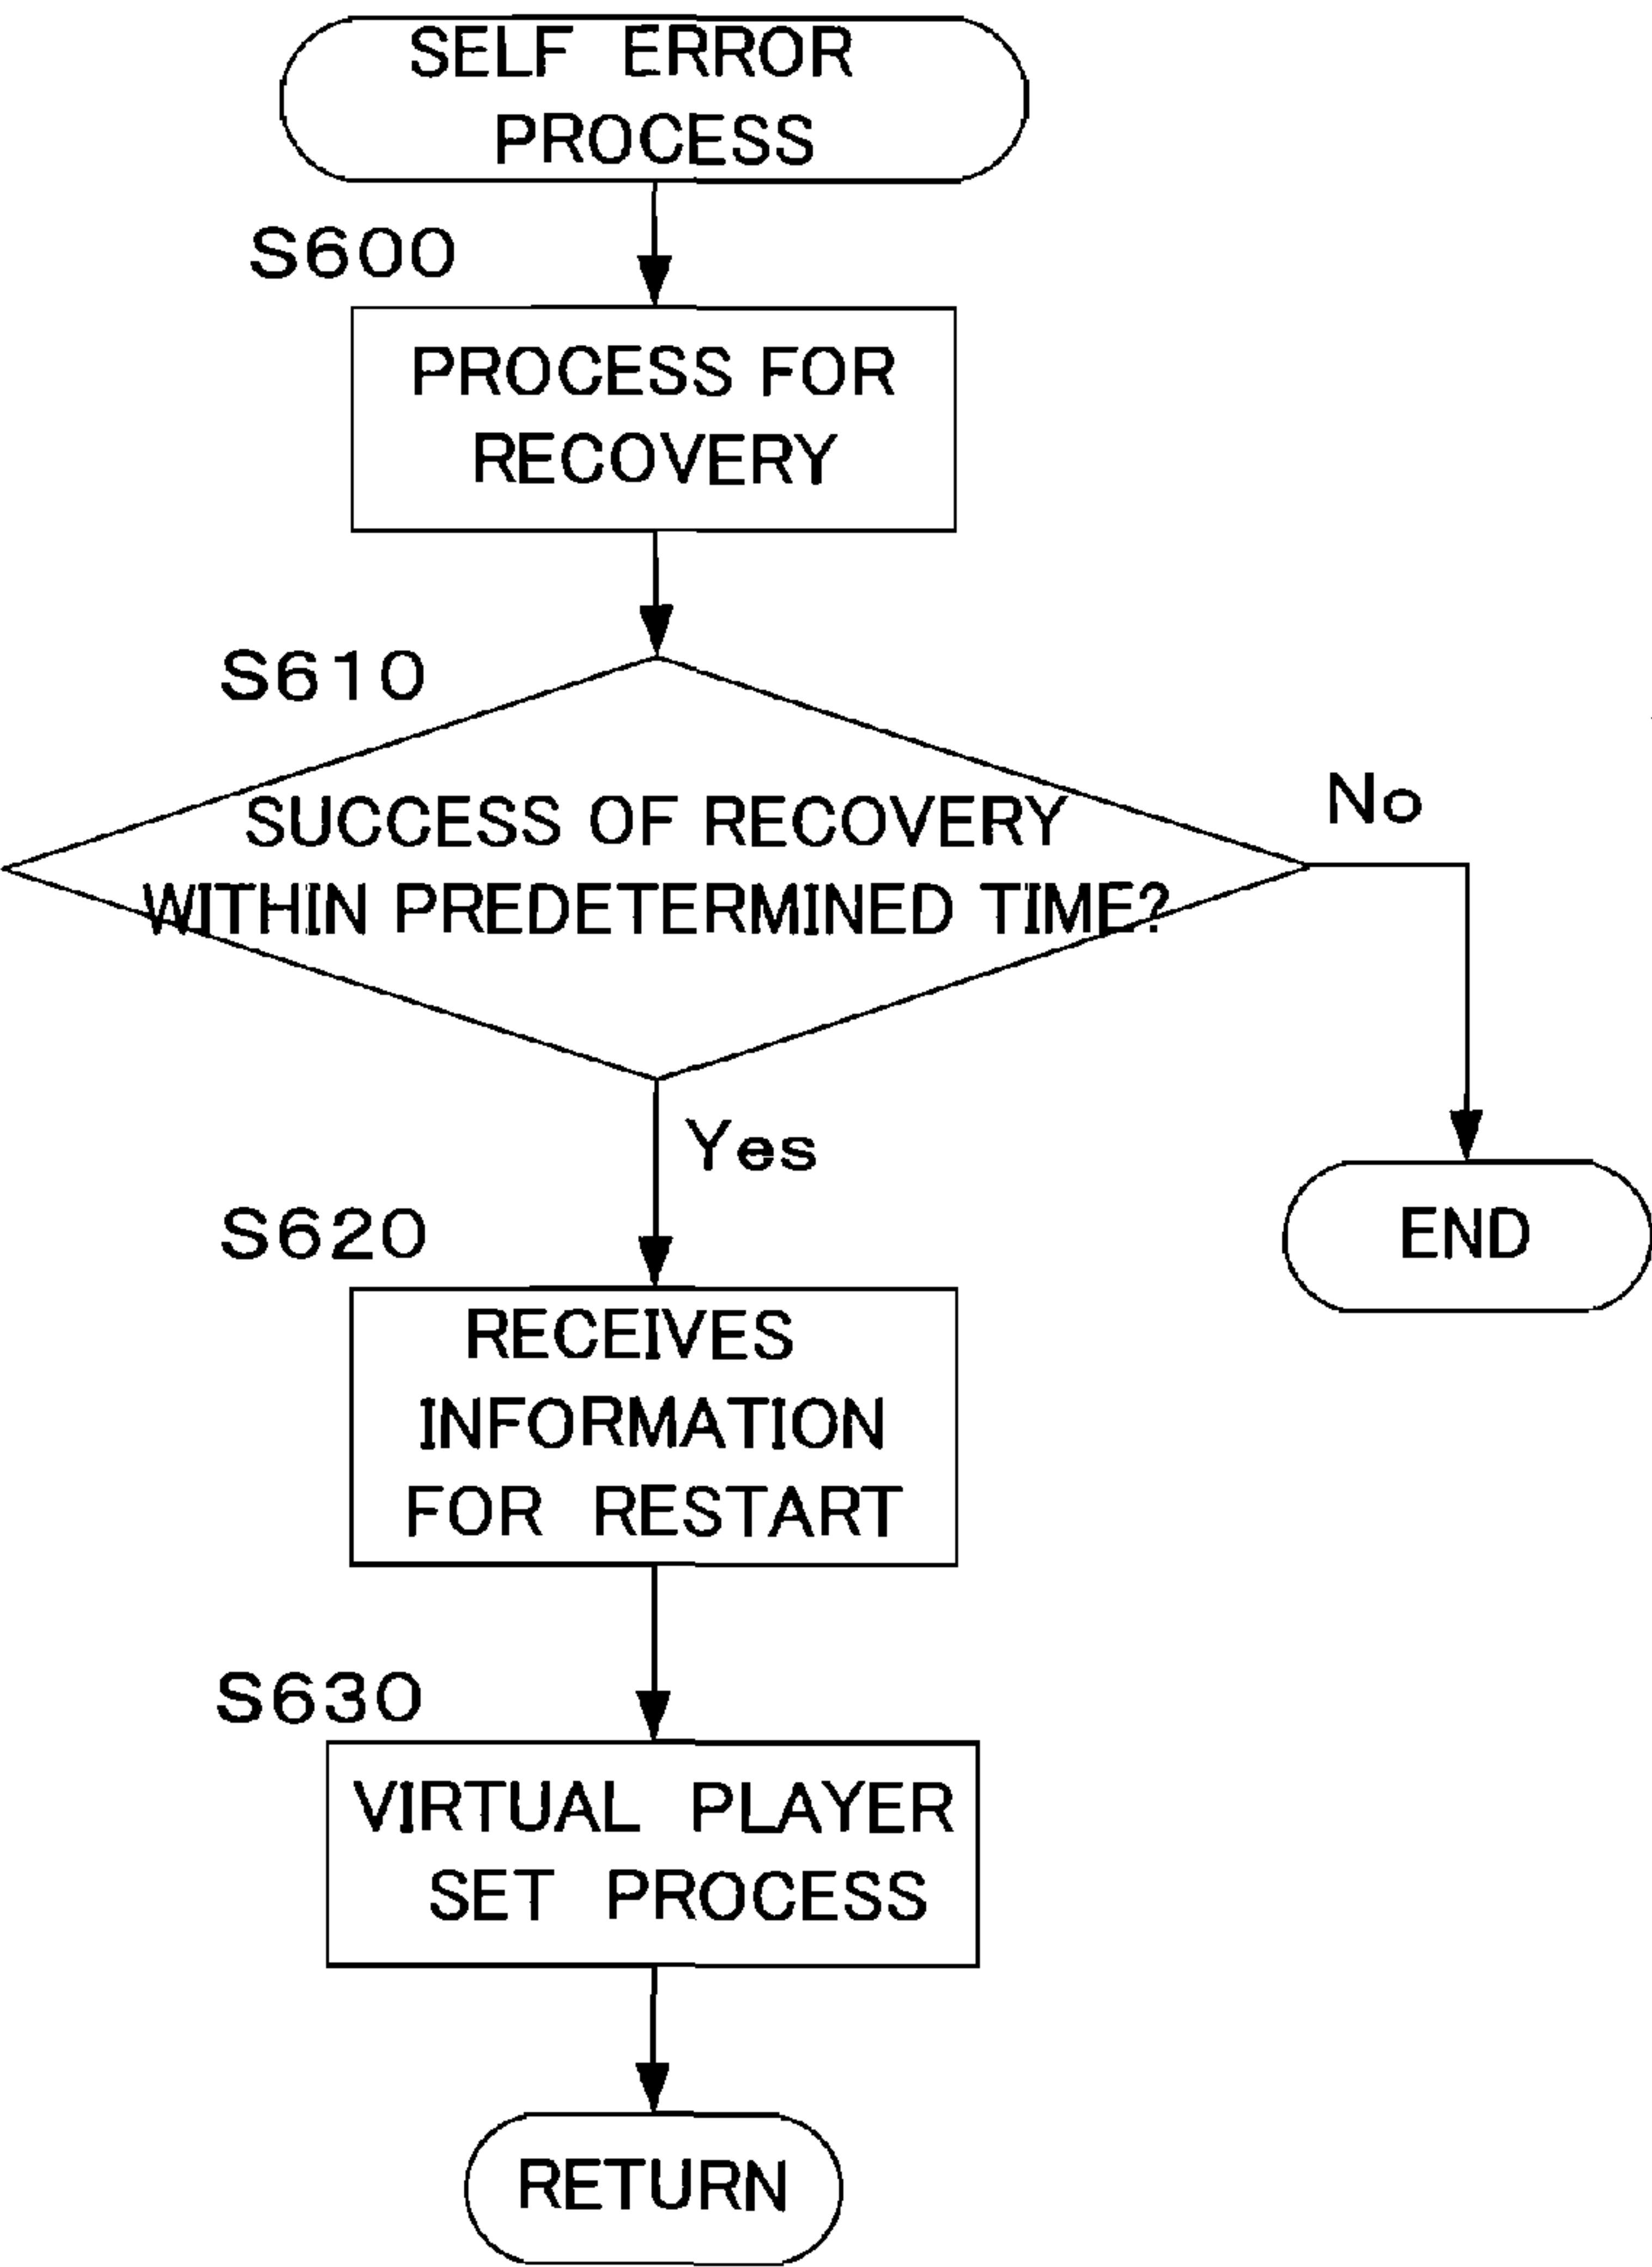 SELF ERROR
PROCESS
S600
PROCESS FOR
RECOVERY
S610
SUCCESS OF RECOVERY
WITHIN PREDETERMINED TIME?
No
Yes
S620
END
RECEIVES
INFORMATION
FOR RESTART
S630
VIRTUAL PLAYER
SET PROCESS
RETURN